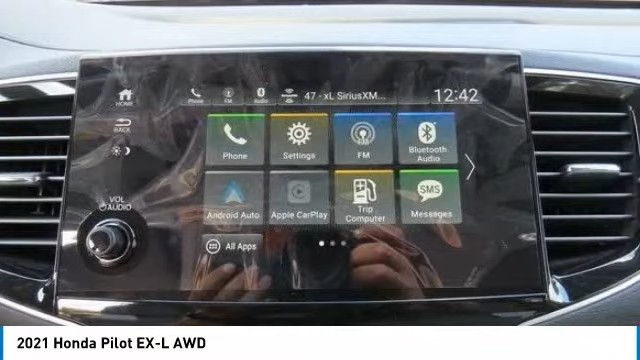 HOME
Phone
FM
Audio
47 - xL SiriusXM...
12:42
BACK
Phone
Settings
FM
Bluetooth
Audio
VOL
AUDIO
Android Auto
Apple CarPlay
Trip
Computer
SMS
Messages
All Apps
2021 Honda Pilot EX-L AWD